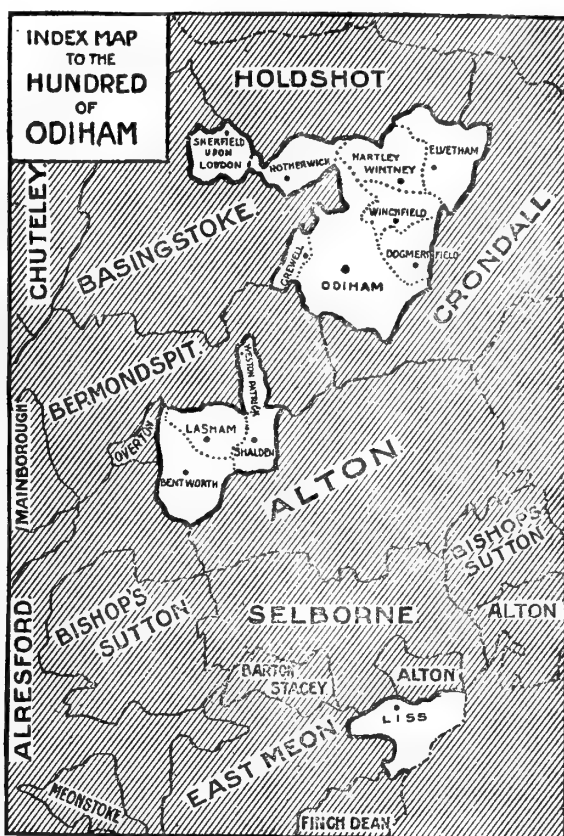 INDEX MAP
TO THE
HUNDRED
OF
ODIHAM
HOLDSHOT
SHERFIELD
UPON
LODDON
ROTHERWICK
HARTLEY
WINTNEY
ELVETHAM
WINCHFIELD
DOGMERSFIELD
GREWELL
ODIHAM
CHUTELEY
BASINGSTOKE
CRONDALL
BERMONDSPIT
WESTON PATRICK
MAINBOROUGH
OVERTON
LASHAM
SHALDEN
BENTWORTH
ALTON
BISHOP'S
SUTTON
ALRESFORD
BISHOP'S
SUTTON
SELBORNE
ALTON
BARTON
STACEY
ALTON
LISS
EAST MEON
MEONSTOKE
FINCH DEAN